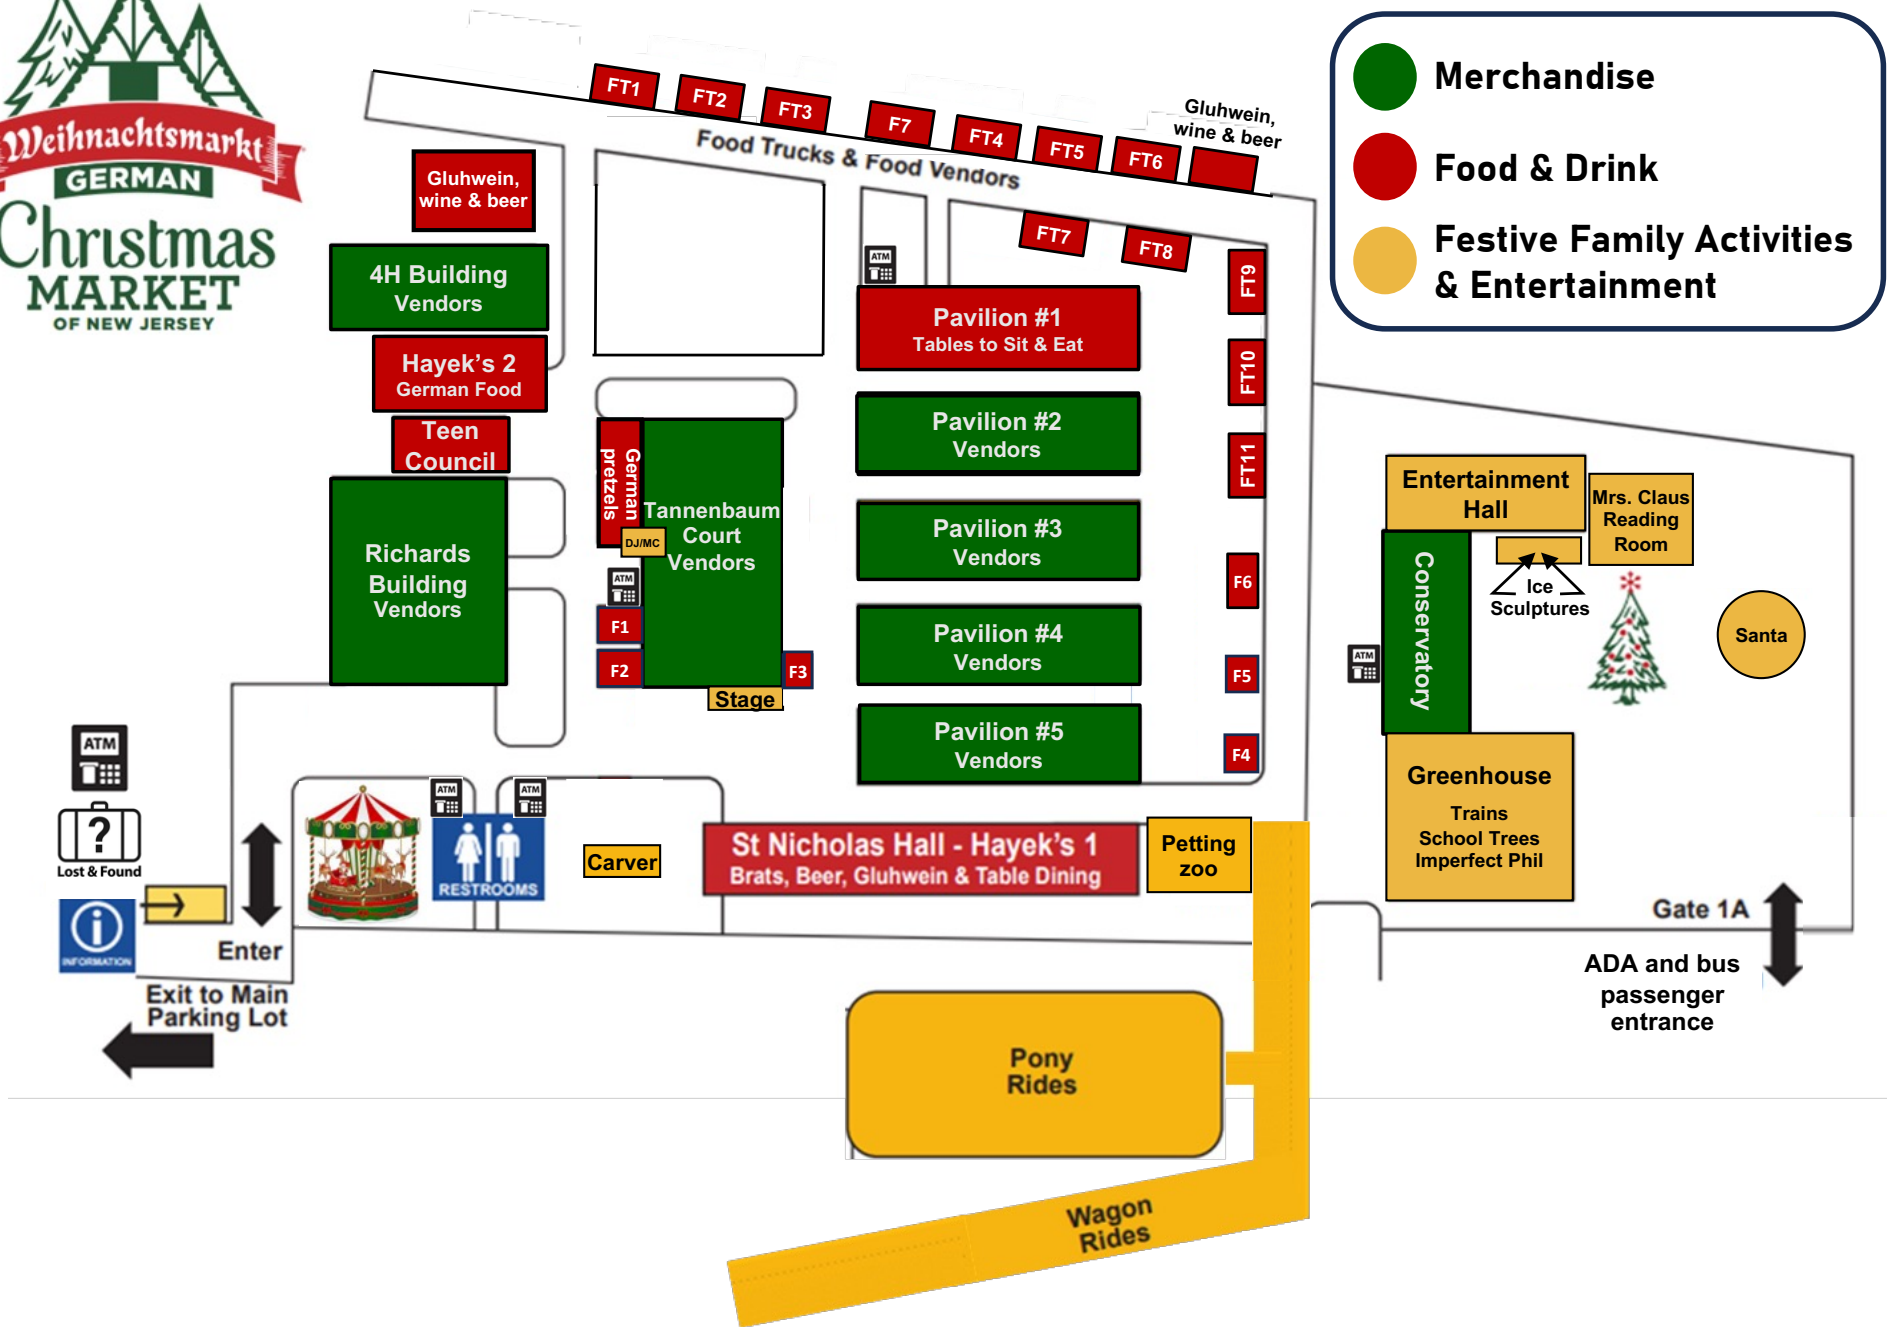 Weihnachtsmarkt
GERMAN
Christmas
MARKET
OF NEW JERSEY
Merchandise
Food & Drink
Festive Family Activities
& Entertainment
FT1
FT2
FT3
F7
FT4
FT5
FT6
Gluhwein,
wine & beer
Food Trucks & Food Vendors
FT7
FT8
FT9
FT10
FT11
F6
F5
F4
Gluhwein,
wine & beer
4H Building
Vendors
Hayek's 2
German Food
Teen
Council
Richards
Building
Vendors
German
pretzels
DJ/MC
Tannenbaum
Court
Vendors
ATM
F1
F2
F3
Stage
ATM
Pavilion #1
Tables to Sit & Eat
Pavilion #2
Vendors
Pavilion #3
Vendors
Pavilion #4
Vendors
Pavilion #5
Vendors
Entertainment
Hall
Mrs. Claus
Reading
Room
Ice
Sculptures
Conservatory
ATM
Santa
Greenhouse
Trains
School Trees
Imperfect Phil
Gate 1A
ADA and bus
passenger
entrance
ATM
?
Lost & Found
i
INFORMATION
Enter
Exit to Main
Parking Lot
ATM
ATM
RESTROOMS
Carver
St Nicholas Hall - Hayek's 1
Brats, Beer, Gluhwein & Table Dining
Petting
zoo
Pony
Rides
Wagon
Rides